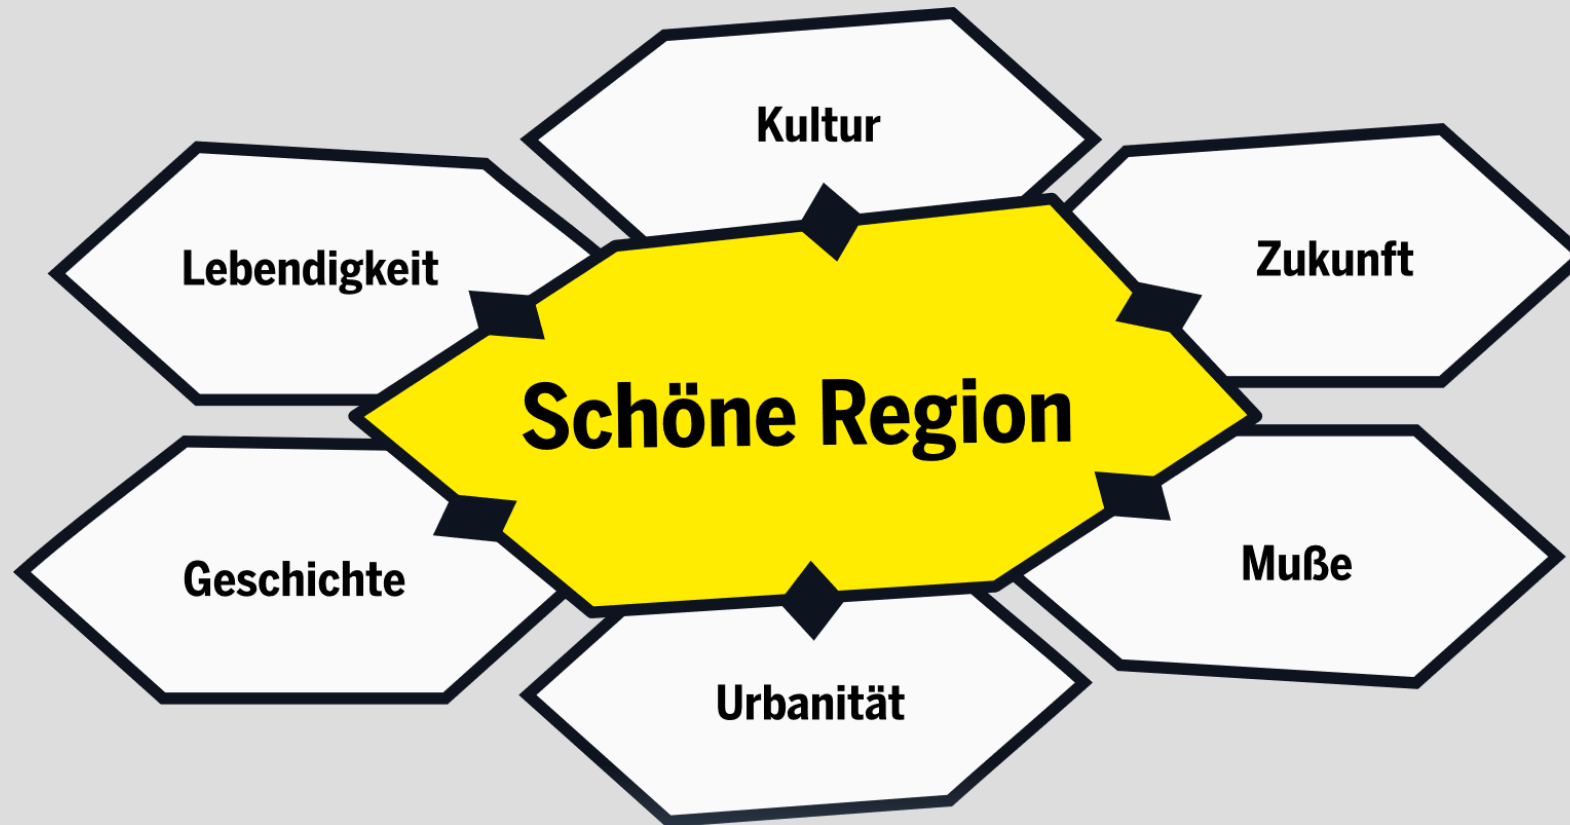 Kultur
Lebendigkeit
Zukunft
Schöne Region
Geschichte
Muße
Urbanität